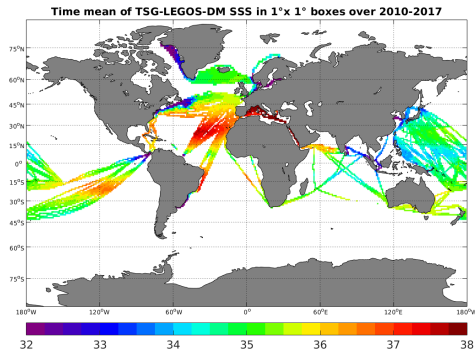 Time mean of TSG-LEGOS-DM SSS in 1°x 1° boxes over 2010-2017
75°N
60°N
45°N
30°N
15°N
0°
15°S
30°S
45°S
60°S
75°S
180°W 120°W 60°W 0° 60°E 120°E 180°W
32 33 34 35 36 37 38